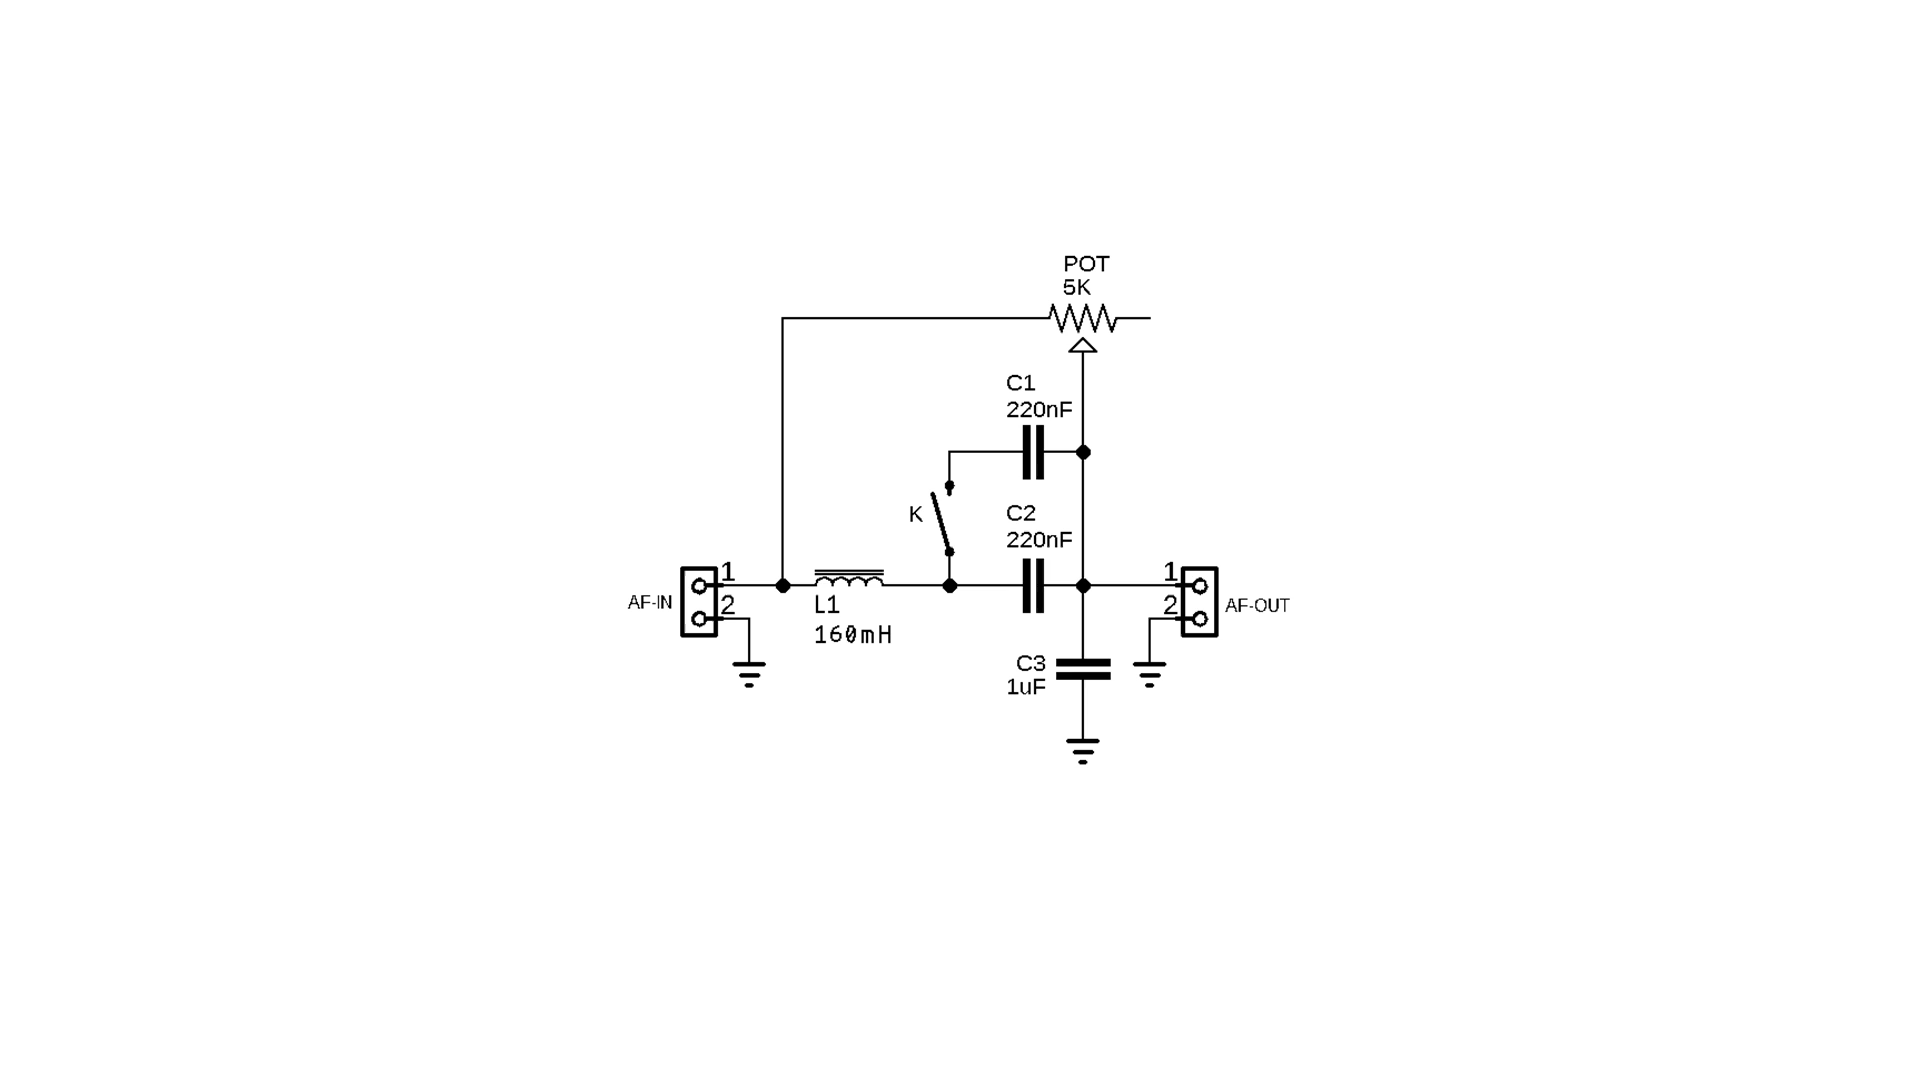 POT
5K
C1
220nF
K
C2
220nF
AF-IN
1
2
L1
160mH
1
2
AF-OUT
C3
1uF